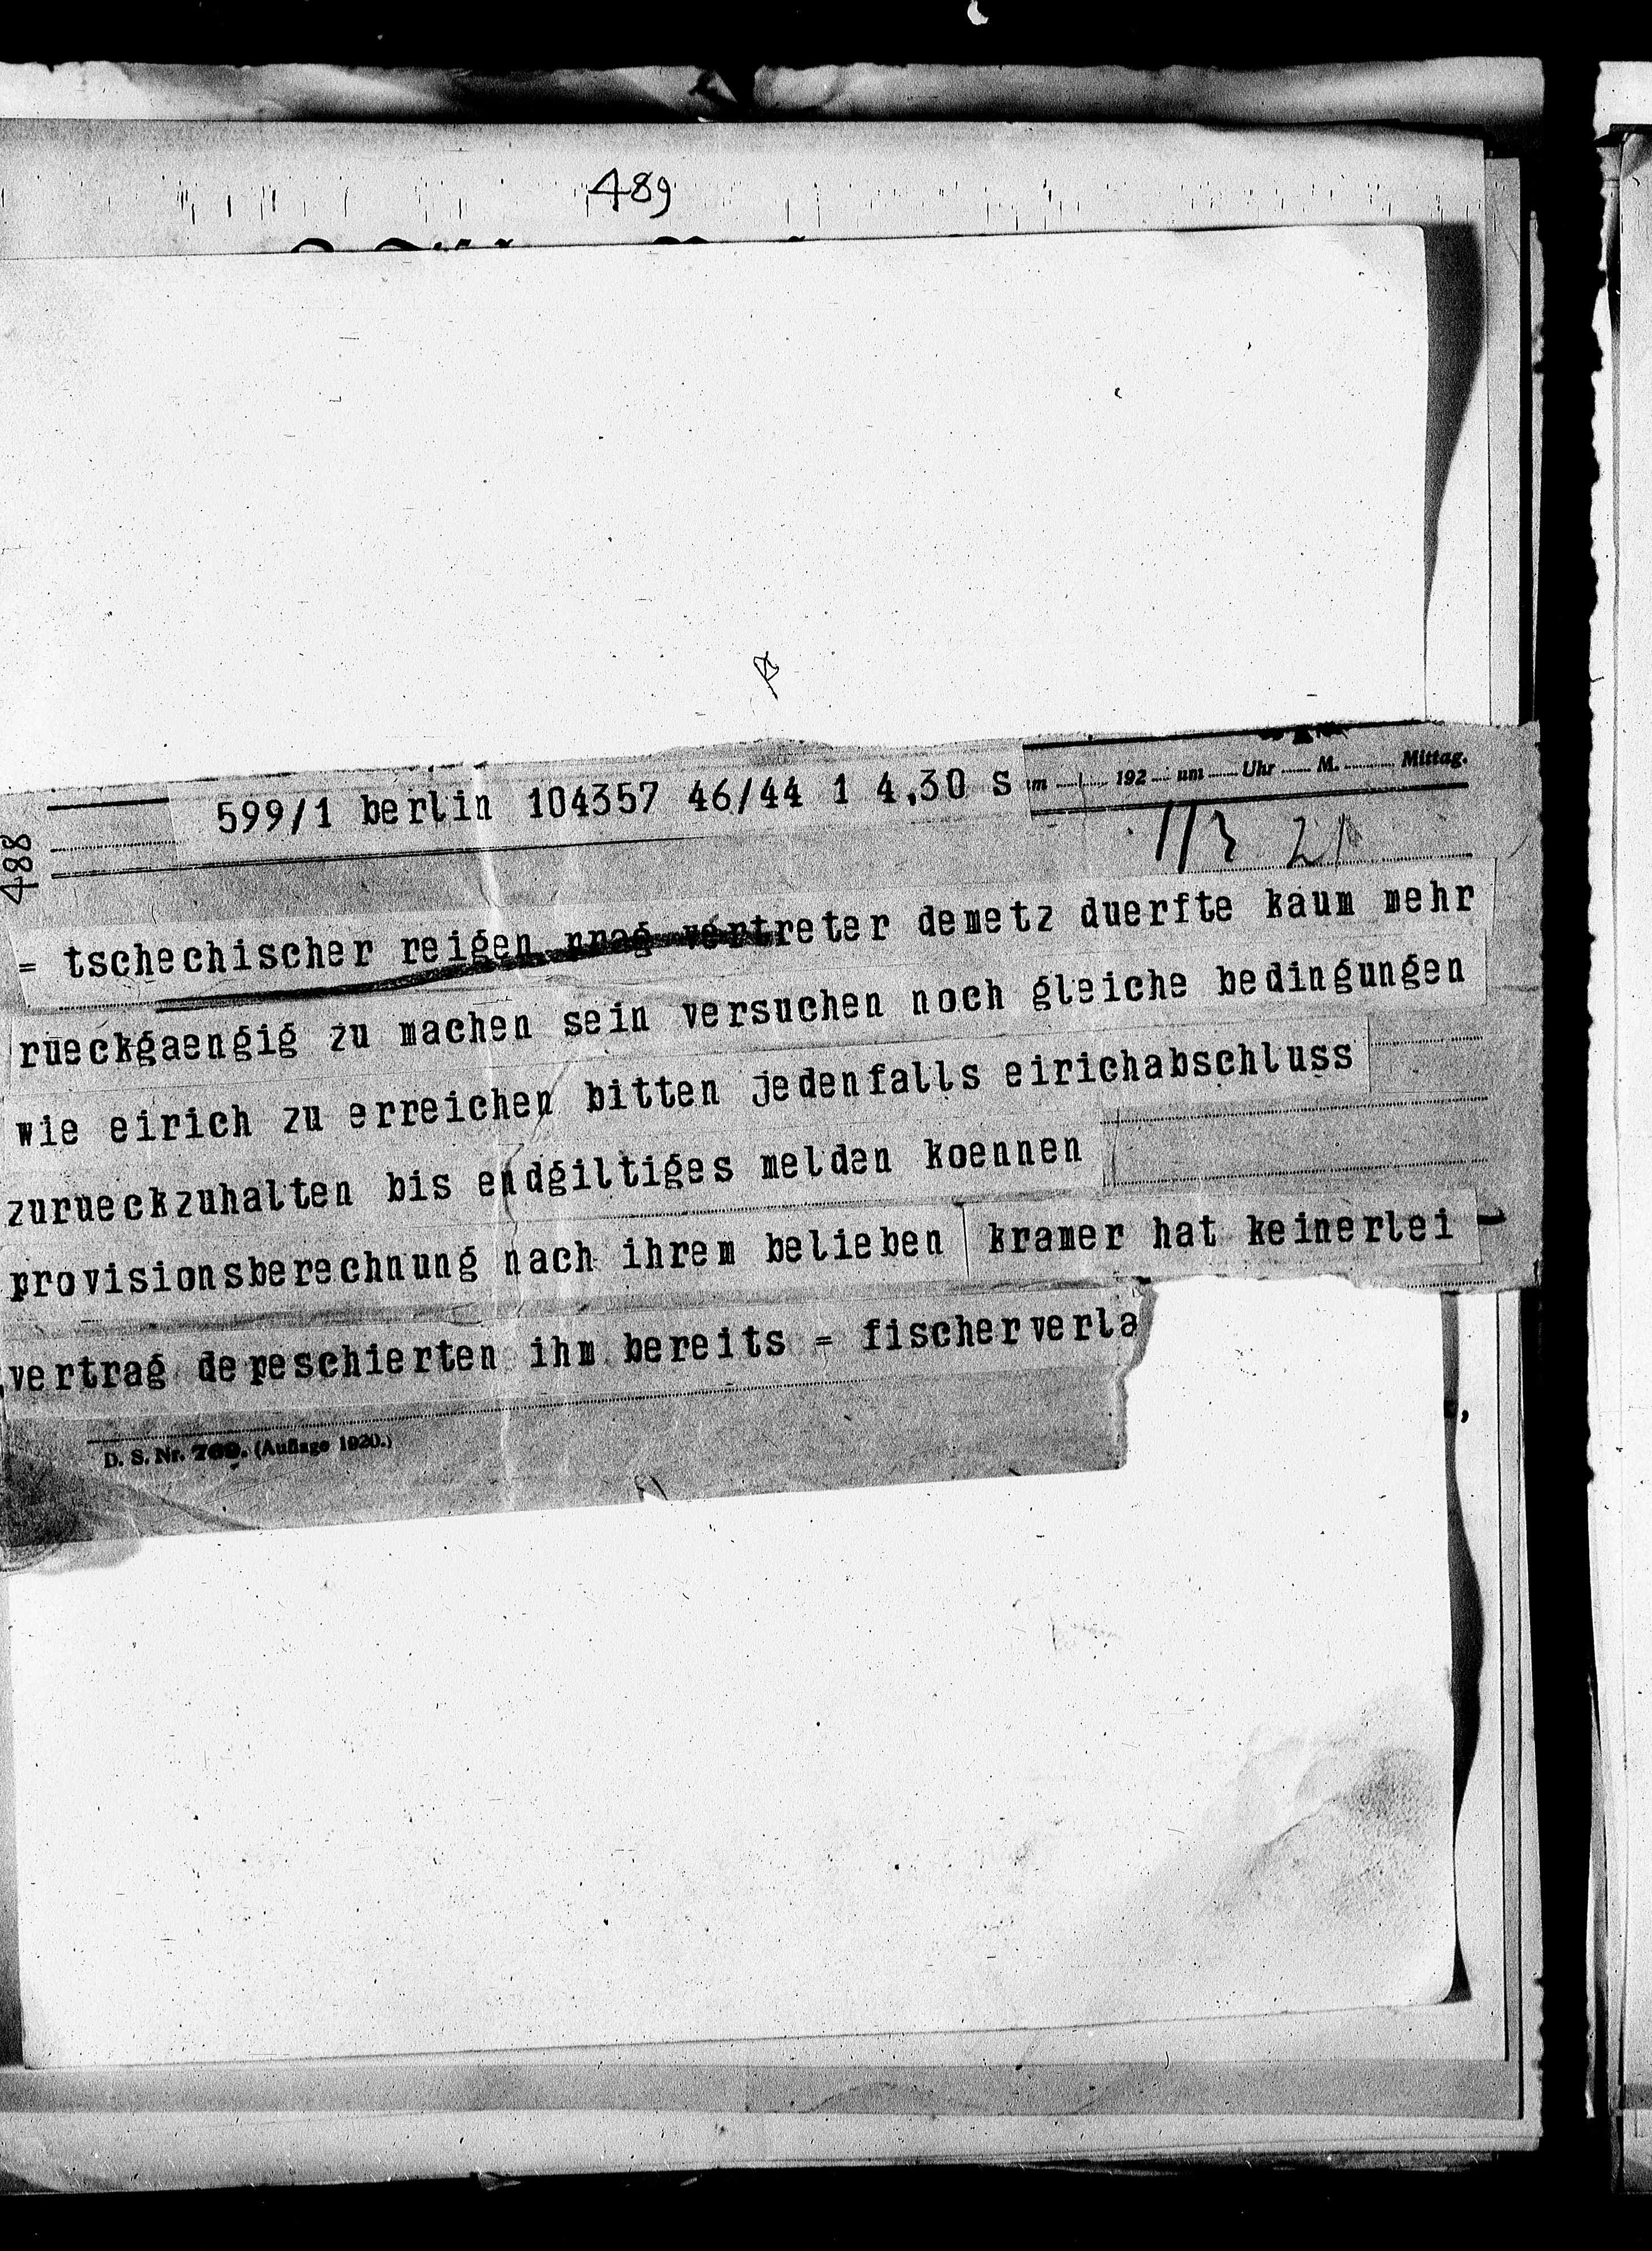 489
599/1 berlin 104357 46/44 1 4,30 s m 192 um Uhr M. Mittag.
488
1/3 21
= tschechischer reigen prag vertreter demetz duerfte kaum mehr
rueckgaengig zu machen sein versuchen noch gleiche bedingungen
wie eirich zu erreichen bitten jedenfalls eirichabschluss
zurueckzuhalten bis endgiltiges melden koennen
provisionsberechnung nach ihrem belieben kramer hat keinerlei -
vertrag depeschierten ihm bereits = fischerverla
D. S. Nr. 769. (Auflage 1920.)